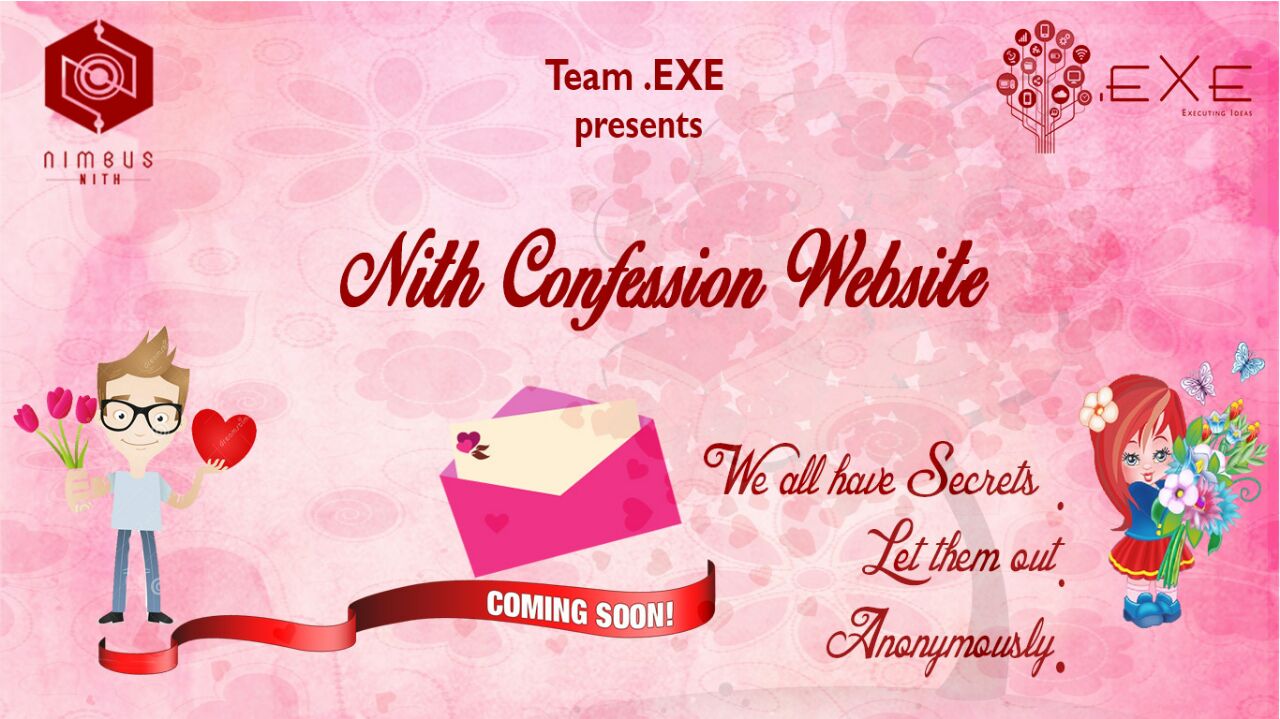 NIMBUS
NITH
Team .EXE
presents
.EXE
EXECUTING IDEAS
Nith Confession Website
We all have Secrets .
Let them out .
Anonymously.
COMING SOON!